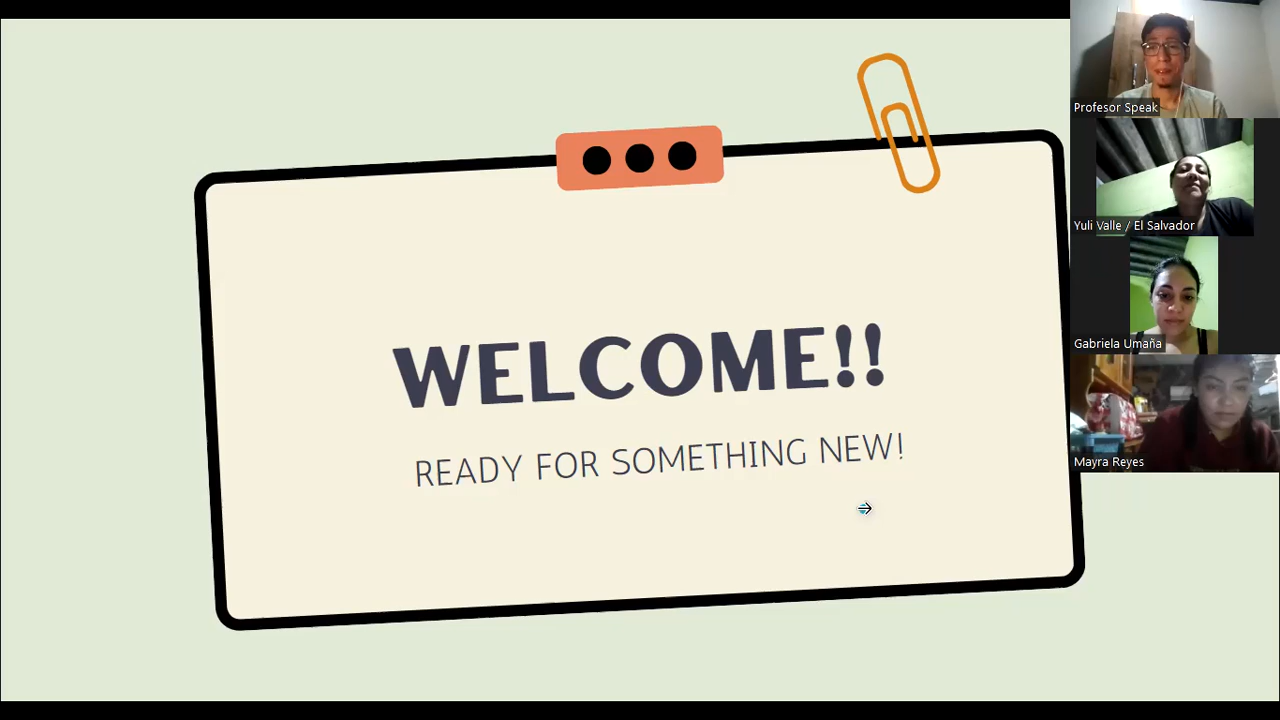 WELCOME!!
READY FOR SOMETHING NEW!
Profesor Speak
Yuli Valle / El Salvador
Gabriela Umaña
Mayra Reyes